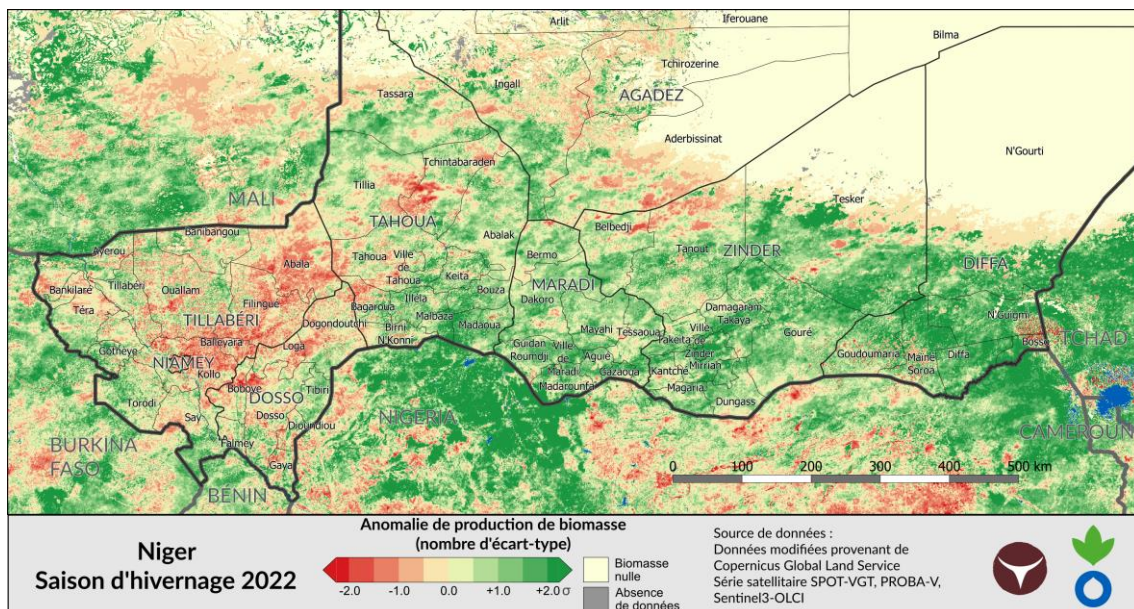 Arlit
Iferouane
Bilma
Tchirozerine
Ingall
Tassara
AGADEZ
Aderbissinat
N'Gourti
Tchintabaraden
Tillia
MALI
Tesker
TAHOUA
Belbedji
Banibangou
Abalak
Tanout
ZINDER
Ayerou
Bermo
Abala
Tahoua
Ville
de
Tahoua
DIFFA
Keita
MARADI
Tillabéri
Ouallam
Bankilaré
Bouza
Filingué
Illéla
Dakoro
Téra
Bagaroua
Damagaram
Takaya
N'Guigmi
TILLABÉRI
Malbaza
Dogondoutchi
Birni
N'Konni
Madaoua
Mayahi
Tessaoua
Ville
de
Zinder
Takeita
Gouré
TCHAD
Balleyara
Loga
Gotheye
Guidan
Roumdji
Ville
de
Maradi
Aguié
Mirriah
Goudoumaria
Maïné
Soroa
Diffa
Bosso
NIAMEY
Kollo
Kantché
Gazaoua
Magaria
Madarounfa
Boboye
Tibiri
DOSSO
Torodi
Say
Dosso
Dioundiou
NIGERIA
Dungass
CAMEROUN
BURKINA
FASO
Falmey
Gaya
BÉNIN
0 100 200 300 400 500 km
Niger
Saison d'hivernage 2022
Anomalie de production de biomasse
(nombre d'écart-type)
-2.0 -1.0 0.0 +1.0 +2.0 σ
Biomasse
nulle
Absence
de données
Source de données :
Données modifiées provenant de
Copernicus Global Land Service
Série satellitaire SPOT-VGT, PROBA-V,
Sentinel3-OLCI